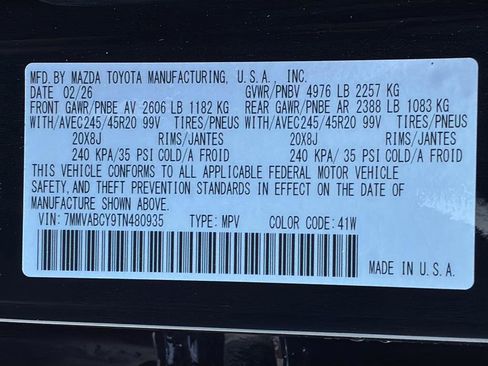 MFD. BY MAZDA TOYOTA MANUFACTURING, U.S.A., INC.
DATE 02/26 GVWR/PNBV 4976 LB 2257 KG
FRONT GAWR/PNBE AV 2606 LB 1182 KG REAR GAWR/PNBE AR 2388 LB 1083 KG
WITH/AVEC245/45R20 99V TIRES/PNEUS WITH/AVEC245/45R20 99V TIRES/PNEUS
20X8J RIMS/JANTES 20X8J RIMS/JANTES
240 KPA/35 PSI COLD/A FROID 240 KPA/35 PSI COLD/A FROID
THIS VEHICLE CONFORMS TO ALL APPLICABLE FEDERAL MOTOR VEHICLE
SAFETY, AND THEFT PREVENTION STANDARDS IN EFFECT ON THE DATE OF
MANUFACTURE SHOWN ABOVE.
VIN: 7MMVABCY9TN480935 TYPE: MPV COLOR CODE: 41W
MADE IN U.S.A.